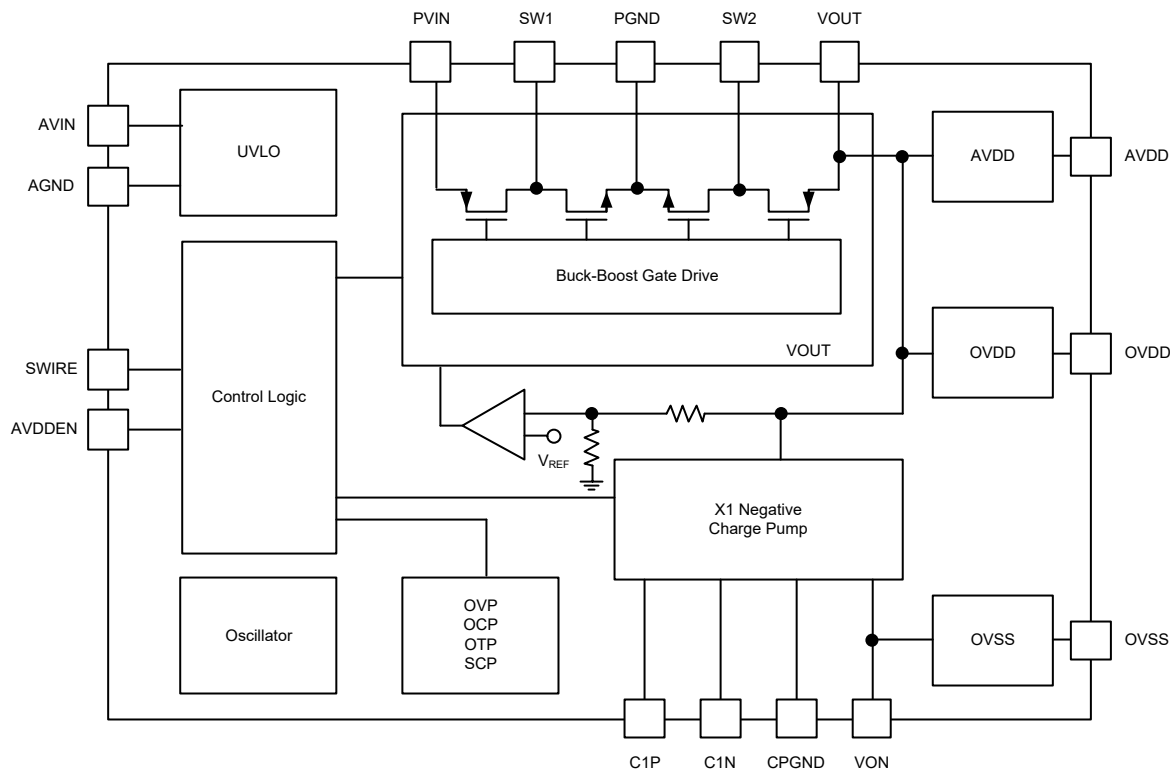 PVIN
SW1
PGND
SW2
VOUT
AVIN
AGND
UVLO
AVDD
AVDD
Buck-Boost Gate Drive
VOUT
SWIRE
AVDDEN
Control Logic
OVDD
OVDD
VREF
X1 Negative
Charge Pump
Oscillator
OVP
OCP
OTP
SCP
OVSS
OVSS
C1P
C1N
CPGND
VON